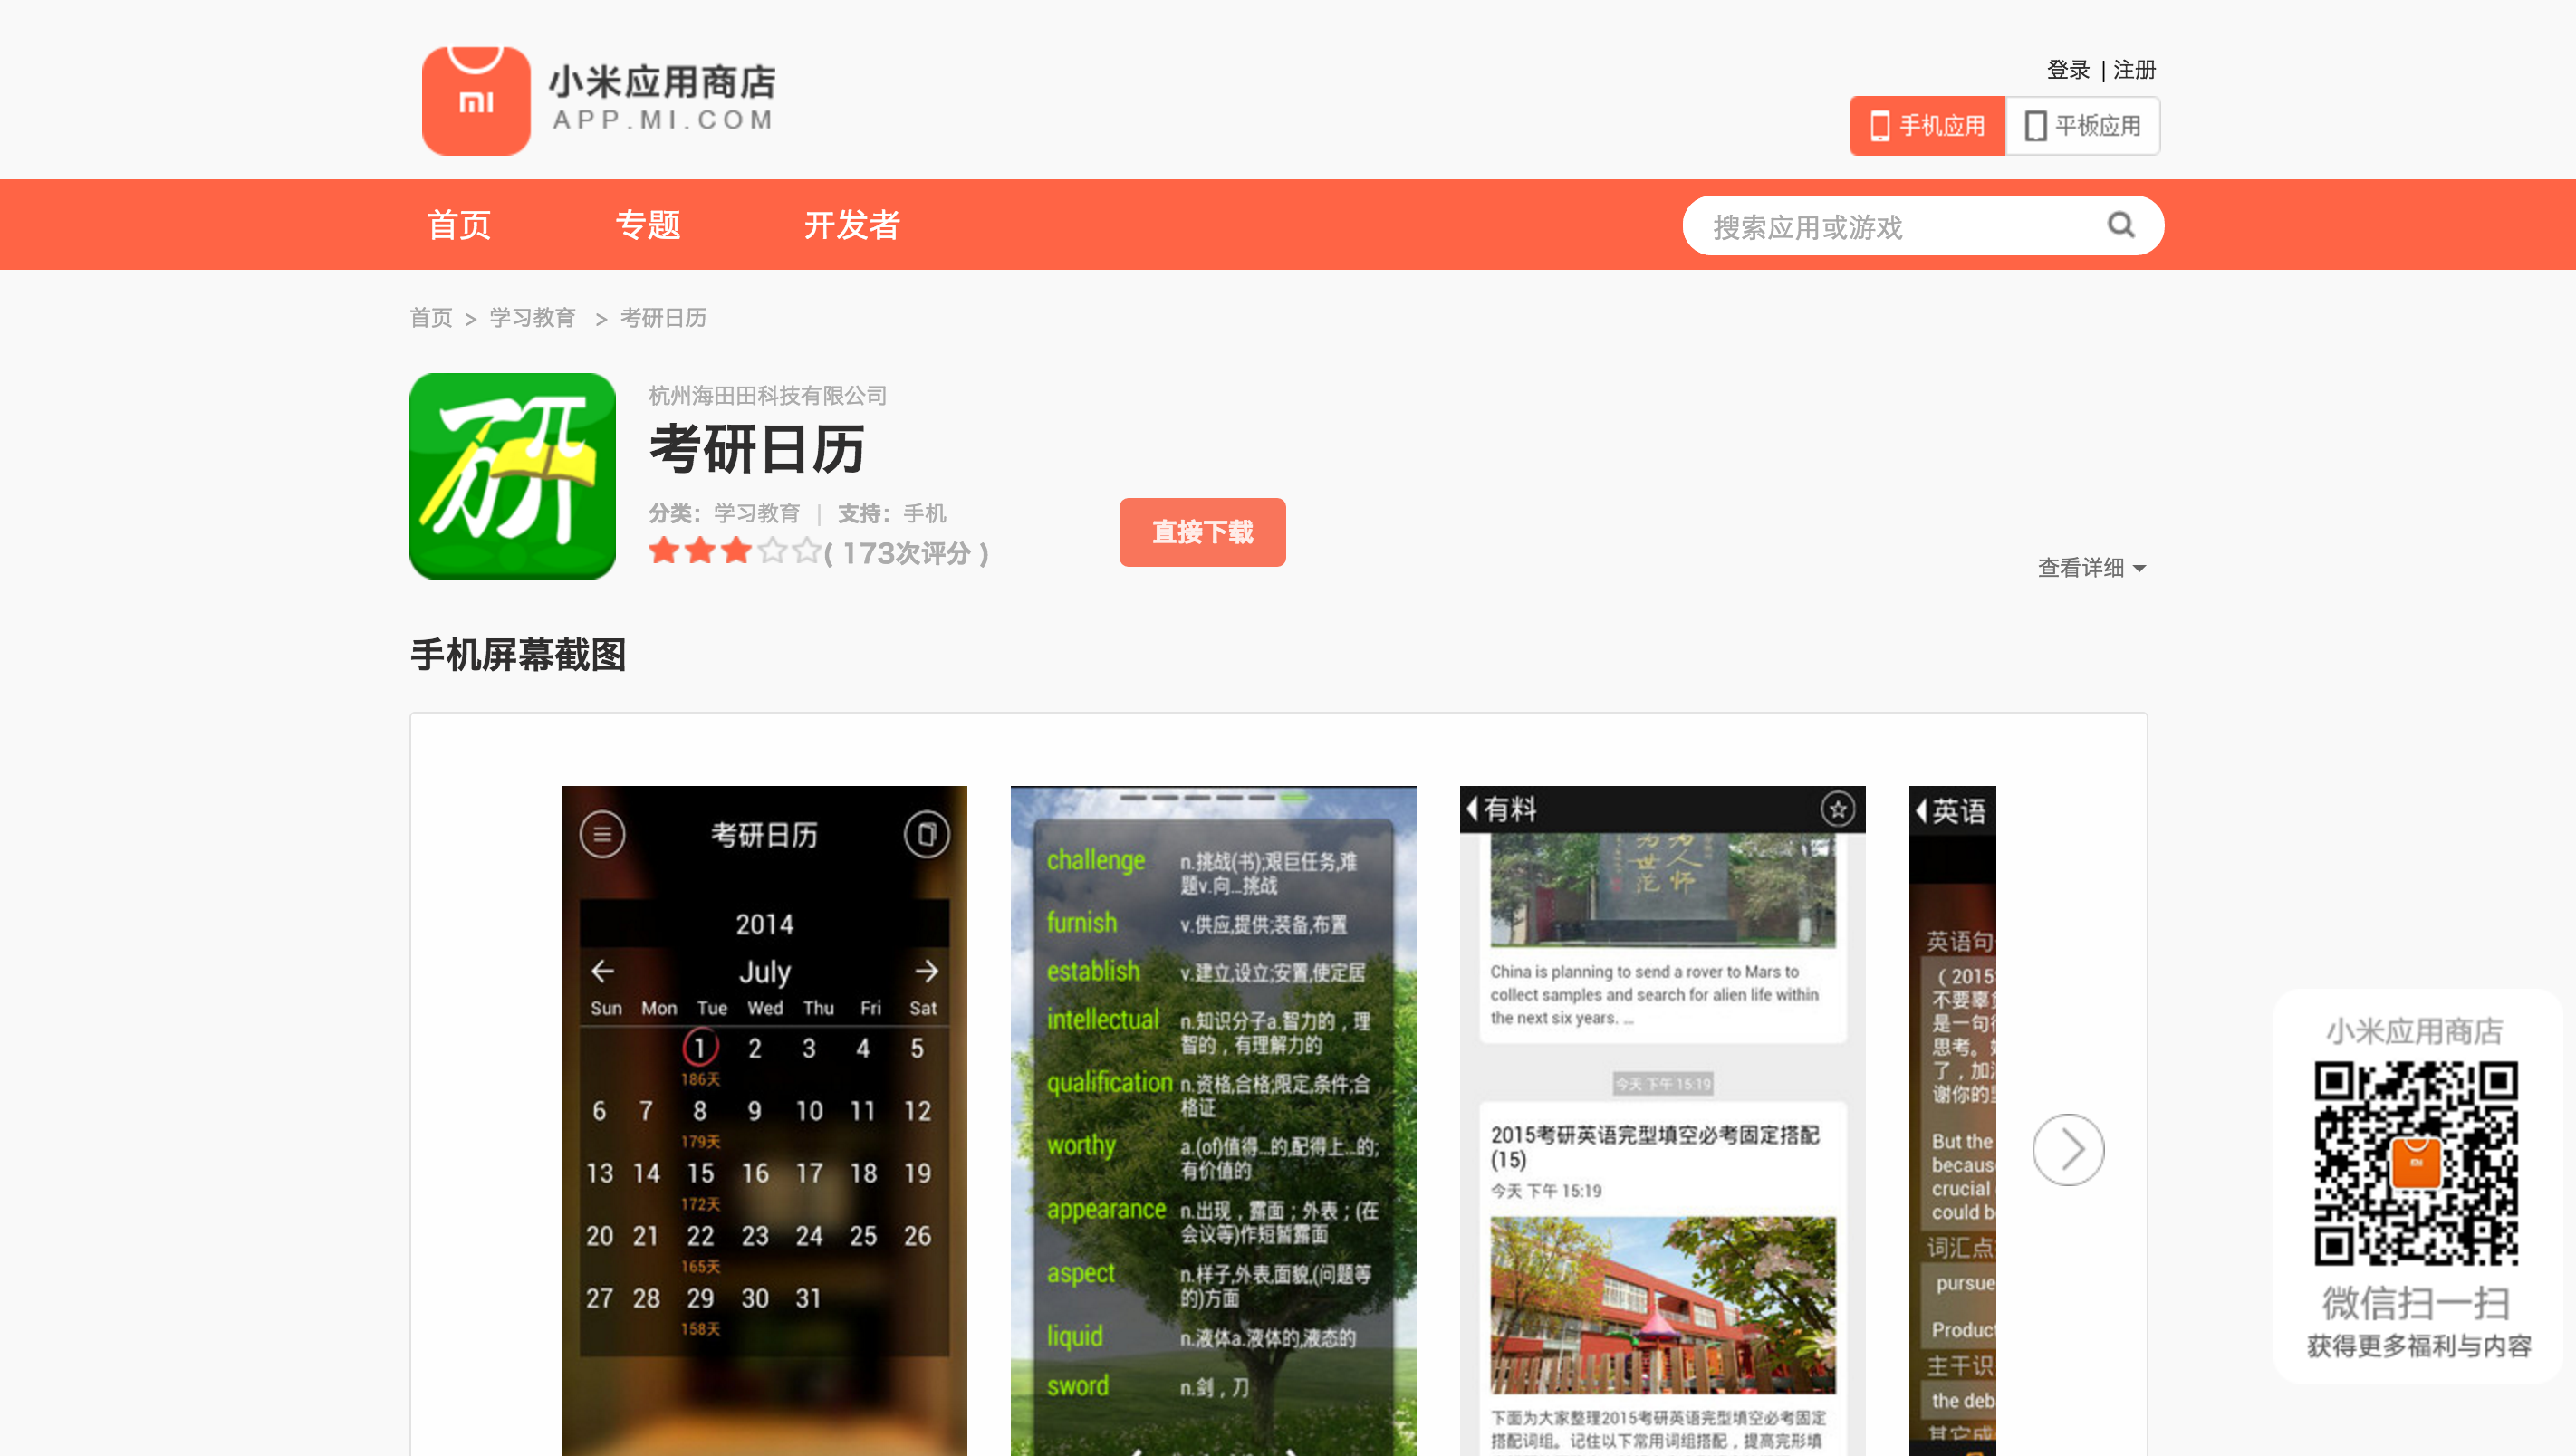 小米应用商店
APP.MI.COM
登录 | 注册
手机应用
平板应用
首页
专题
开发者
搜索应用或游戏
首页 > 学习教育 > 考研日历
研
杭州海田田科技有限公司
考研日历
分类：学习教育 | 支持：手机
( 173次评分 )
直接下载
查看详细
手机屏幕截图
考研日历
2014
July
Sun Mon Tue Wed Thu Fri Sat
1 2 3 4 5
186天
6 7 8 9 10 11 12
179天
13 14 15 16 17 18 19
172天
20 21 22 23 24 25 26
165天
27 28 29 30 31
158天
challenge n.挑战(书);艰巨任务,难
题v.向...挑战
furnish v.供应,提供;装备,布置
establish v.建立,设立;安置,使定居
intellectual n.知识分子a.智力的，理
智的，有理解力的
qualification n.资格,合格;限定,条件;合
格证
worthy a.(of)值得...的,配得上...的;
有价值的
appearance n.出现，露面；外表；(在
会议等)作短暂露面
aspect n.样子,外表,面貌,(问题等
的)方面
liquid n.液体a.液体的,液态的
sword n.剑，刀
有料
为人师
为世范
China is planning to send a rover to Mars to
collect samples and search for alien life within
the next six years. ...
今天 下午 15:19
2015考研英语完型填空必考固定搭配
(15)
今天 下午 15:19
下面为大家整理2015考研英语完型填空必考固定
搭配词组。记住以下常用词组搭配，提高完形填
英语
英语句
（2015
不要辜
是一句
思考。
了，加
谢你的
But the
becaus
crucial
could b
词汇点
pursue
Product
主干识
the deb
其它成
小米应用商店
微信扫一扫
获得更多福利与内容